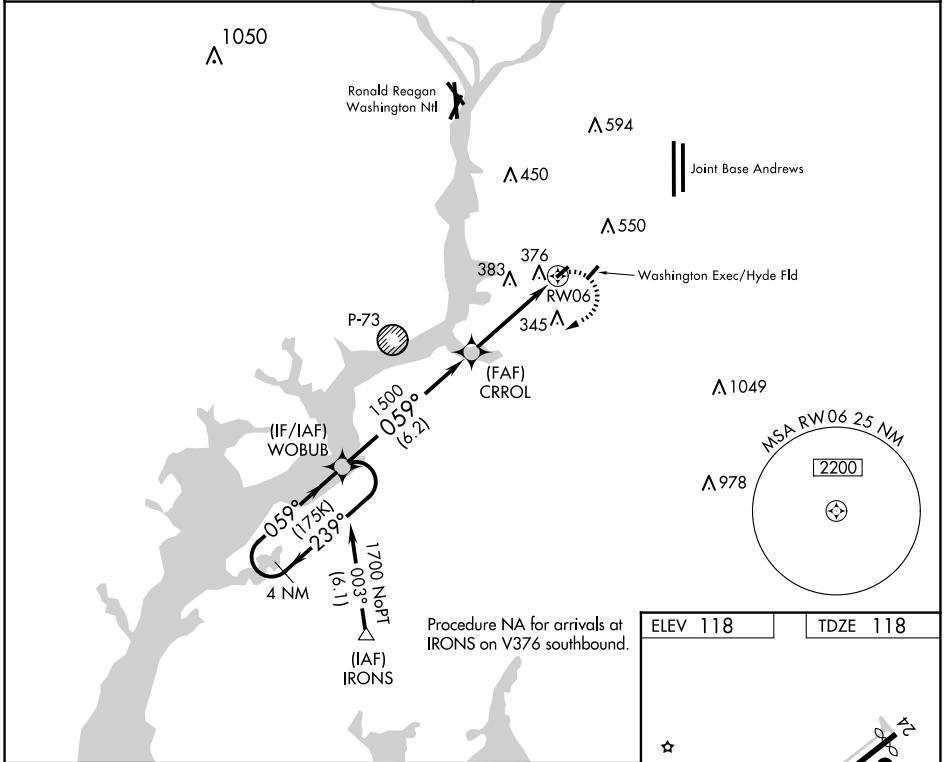 1050
Ronald Reagan
Washington Ntl
594
450
Joint Base Andrews
550
376
383
Washington Exec/Hyde Fld
RW06
345
P-73
(FAF)
CRROL
1049
1500
059°
(6.2)
(IF/IAF)
WOBUB
MSA RW 06 25 NM
2200
978
059°
(175K)
239°
4 NM
1700 NoPT
003°
(6.1)
(IAF)
IRONS
Procedure NA for arrivals at
IRONS on V376 southbound.
ELEV 118
TDZE 118
24